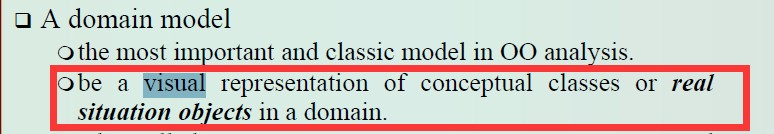 ❑ A domain model
❍ the most important and classic model in OO analysis.
❍ be a visual representation of conceptual classes or real
situation objects in a domain.